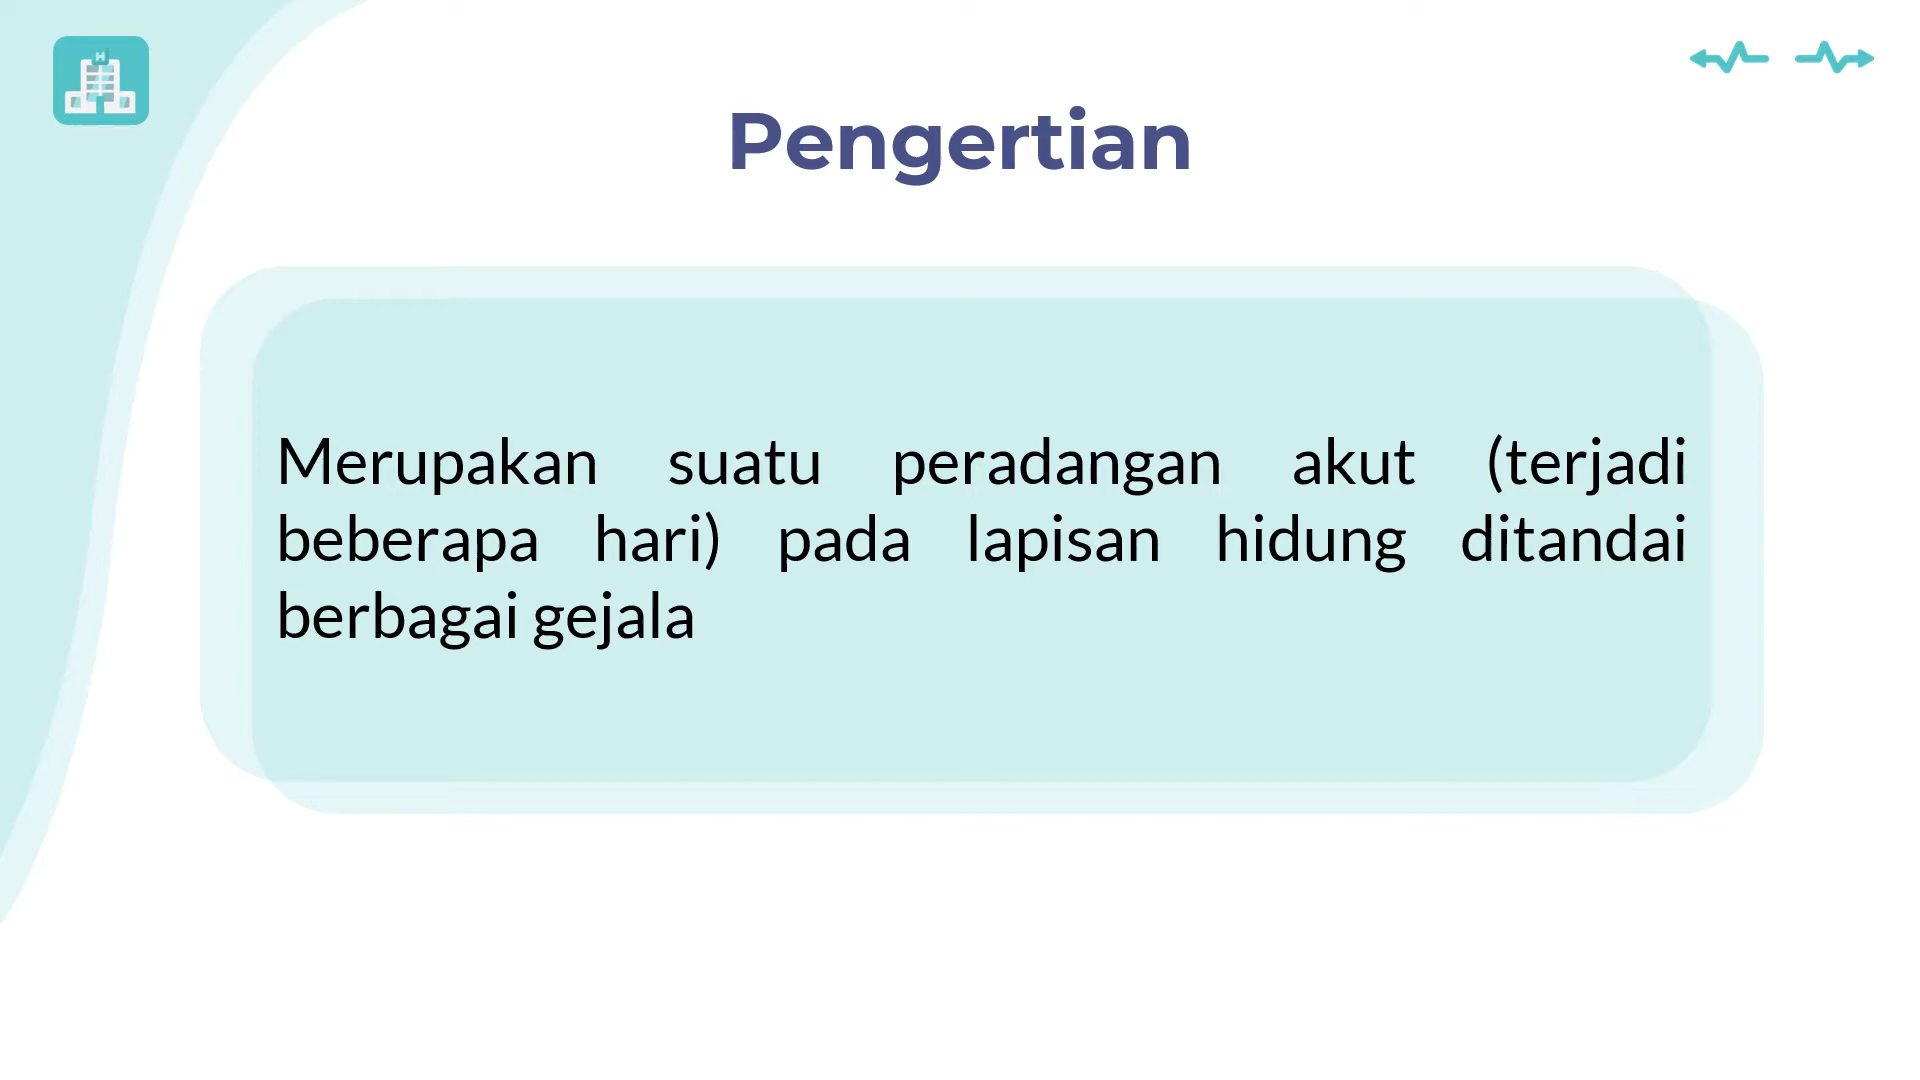 H
Pengertian
Merupakan suatu peradangan akut (terjadi
beberapa hari) pada lapisan hidung ditandai
berbagai gejala